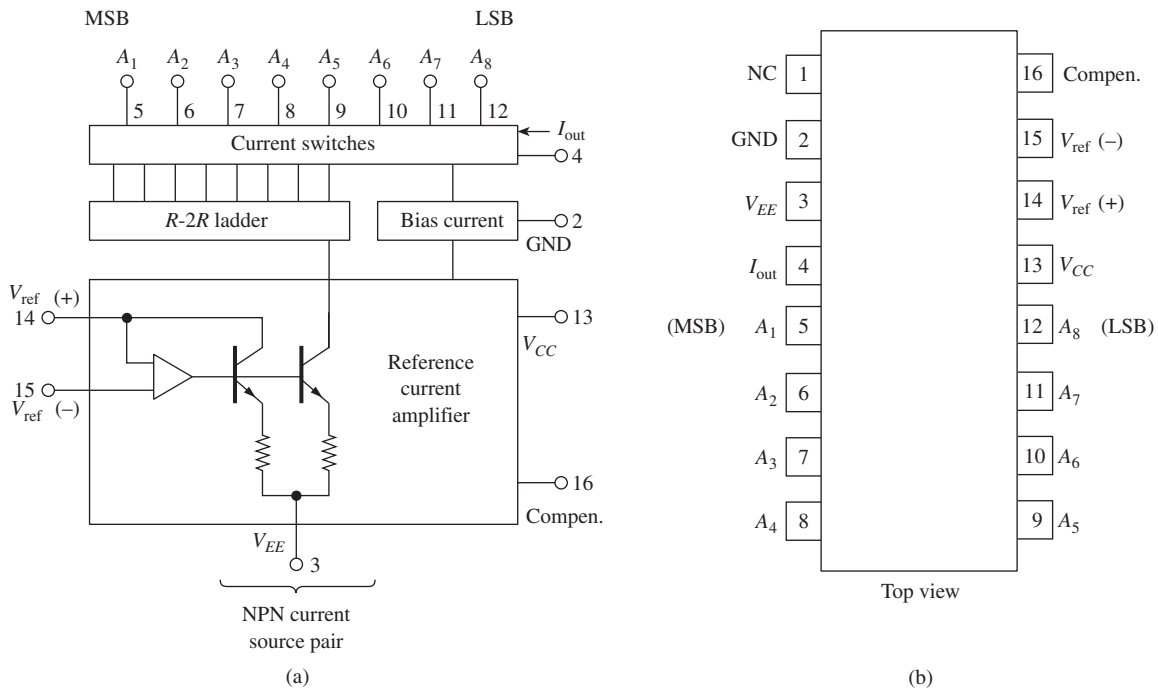 MSB LSB
A1 A2 A3 A4 A5 A6 A7 A8
5 6 7 8 9 10 11 12
Iout
Current switches
4
R-2R ladder
Bias current
2
GND
Vref (+)
14
13
VCC
Reference
current
amplifier
15
Vref (−)
16
Compen.
VEE
3
NPN current
source pair
(a)
NC 1 16 Compen.
GND 2 15 Vref (−)
VEE 3 14 Vref (+)
Iout 4 13 VCC
(MSB) A1 5 12 A8 (LSB)
A2 6 11 A7
A3 7 10 A6
A4 8 9 A5
Top view
(b)